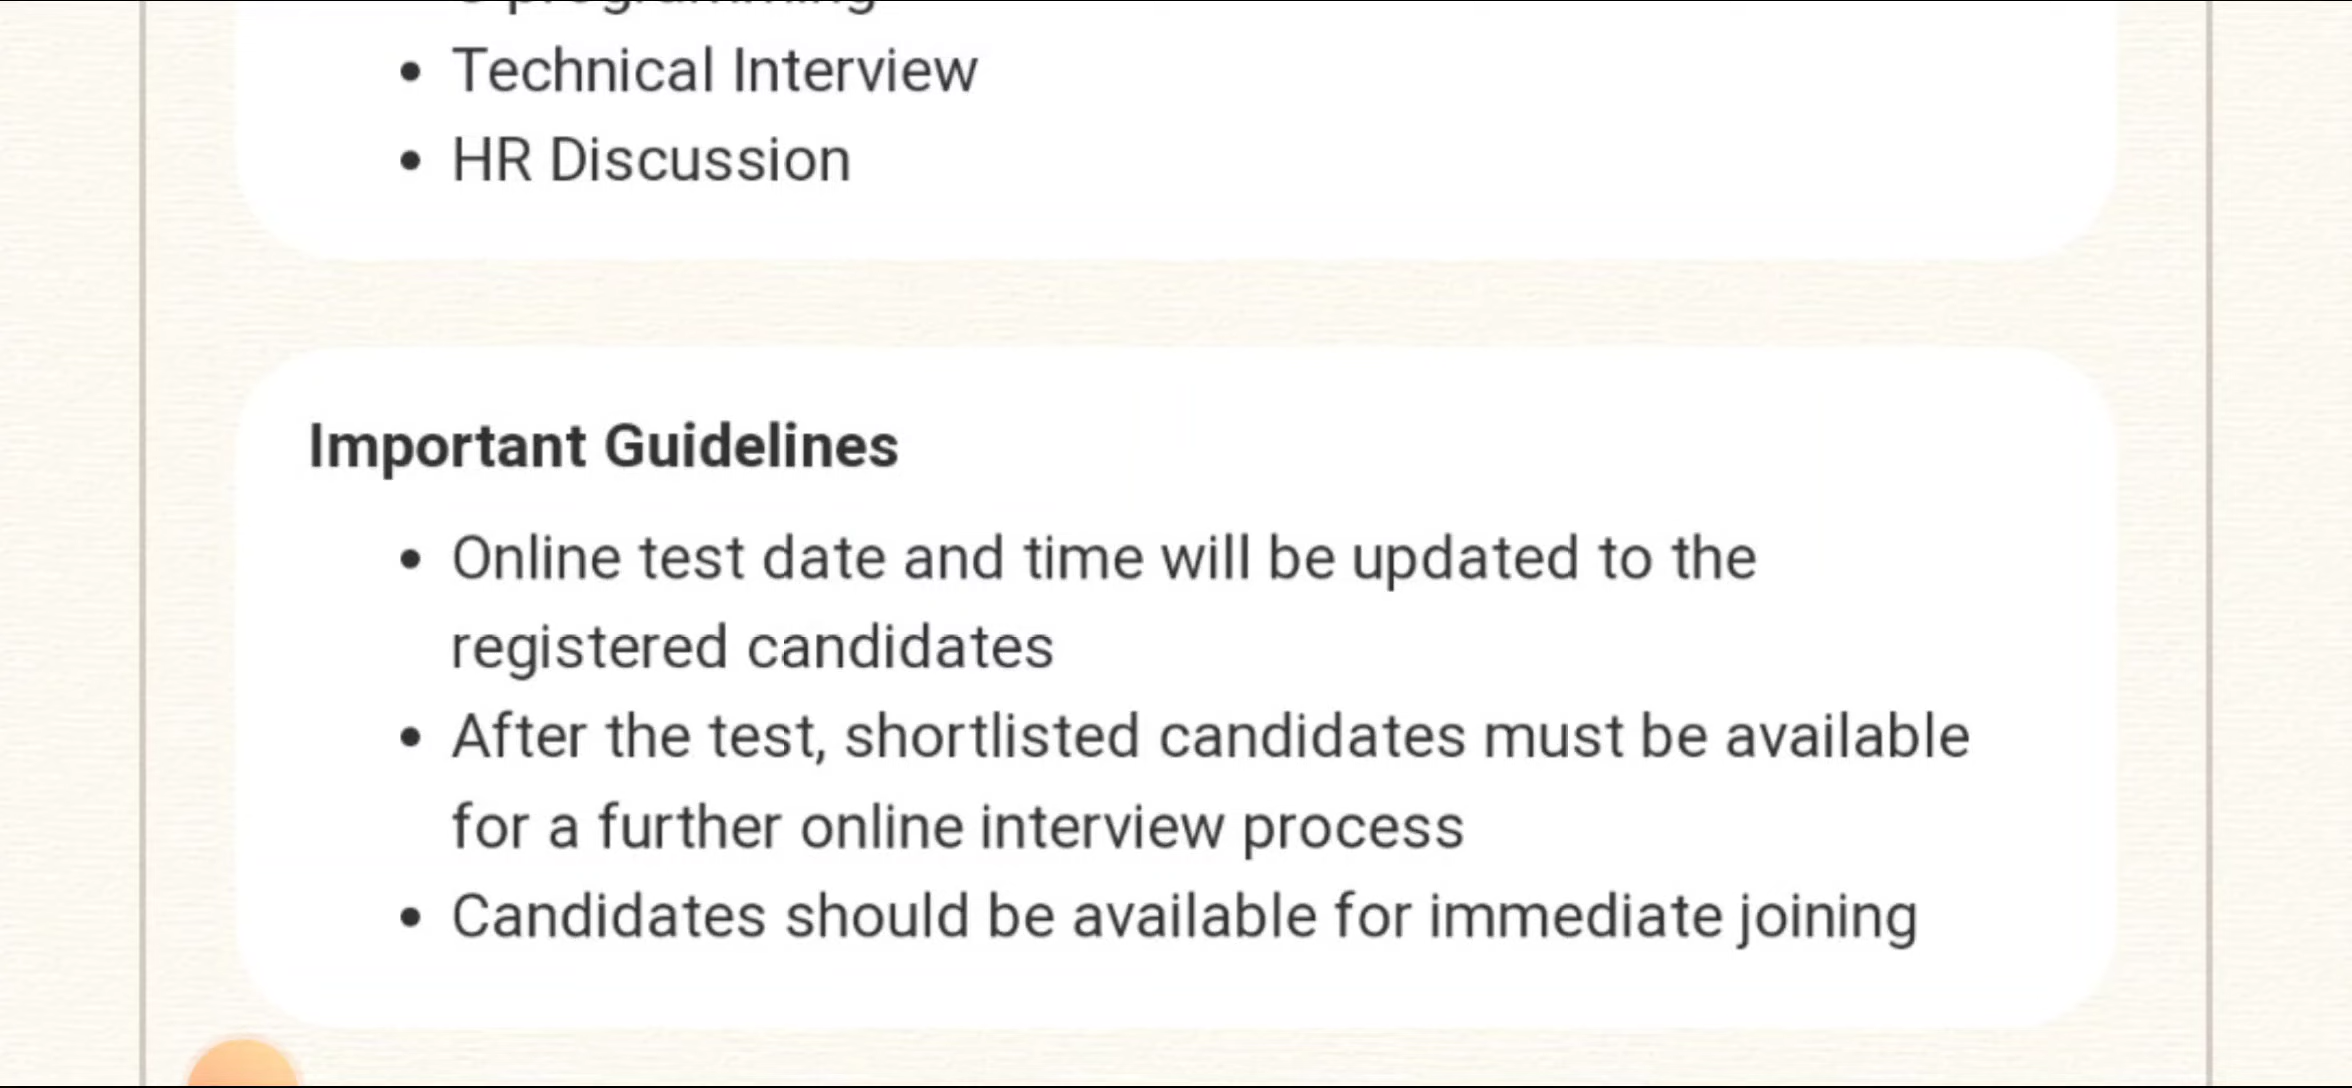 programming
Technical Interview
HR Discussion
Important Guidelines
Online test date and time will be updated to the
registered candidates
After the test, shortlisted candidates must be available
for a further online interview process
Candidates should be available for immediate joining